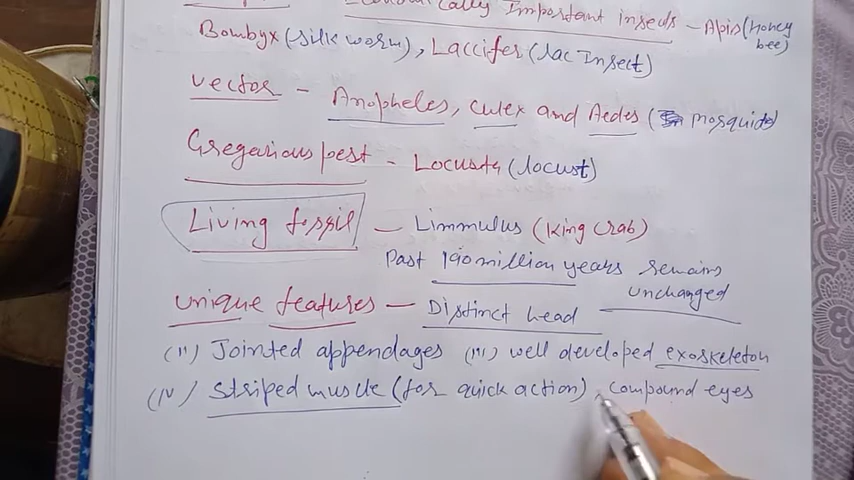 Economically Important insects - Apis (honey bee)
Bombyx (silk worm), Laccifer (lac Insect)
vector - Anopheles, culex and Aedes (mosquito)
Gregarious pest - Locusta (locust)
Living fossil - Limmulus (King Crab)
Past 190 million years remains unchanged
unique features - Distinct head
(ii) Jointed appendages (iii) well developed exoskeleton
(iv) striped muscle (for quick action), compound eyes